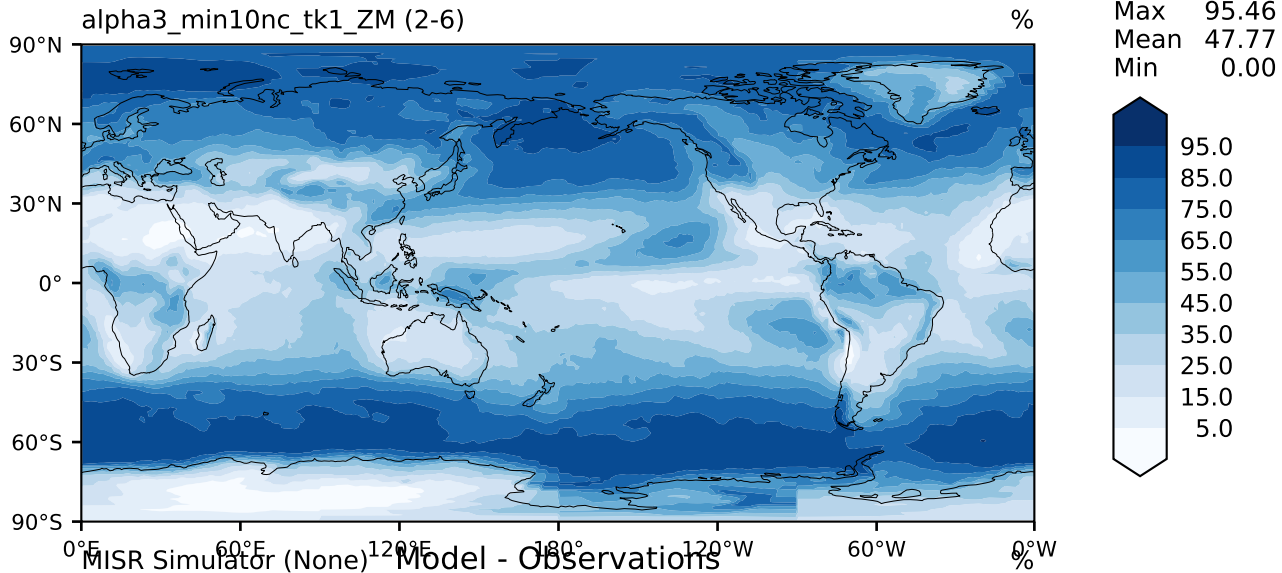 alpha3_min10nc_tk1_ZM (2-6) %
Max 95.46
Mean 47.77
Min 0.00
90°N
60°N
30°N
0°
30°S
60°S
90°S
0°E 60°E 120°E 180° 120°W 60°W 0°W
MISR Simulator (None) Model - Observations %
95.0
85.0
75.0
65.0
55.0
45.0
35.0
25.0
15.0
5.0